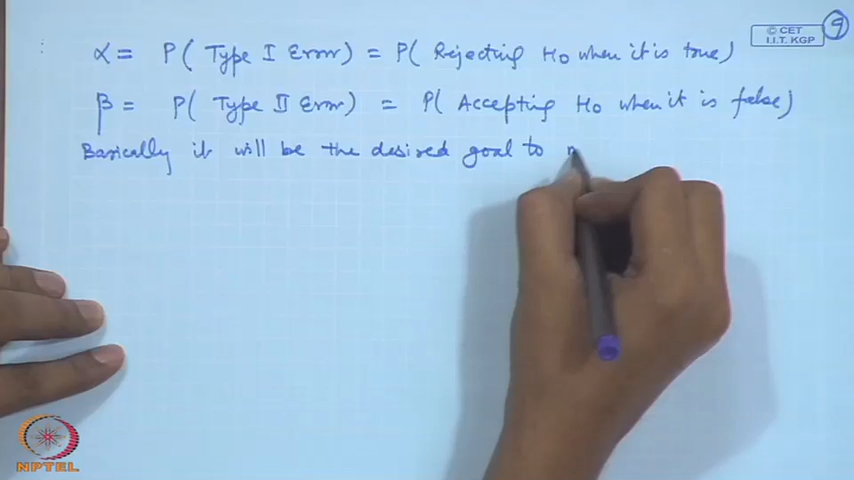 © CET
I.I.T. KGP
9
α = P( Type I Error) = P( Rejecting H₀ when it is true)
β = P( Type II Error) = P( Accepting H₀ when it is false)
Basically it will be the desired goal to
NPTEL